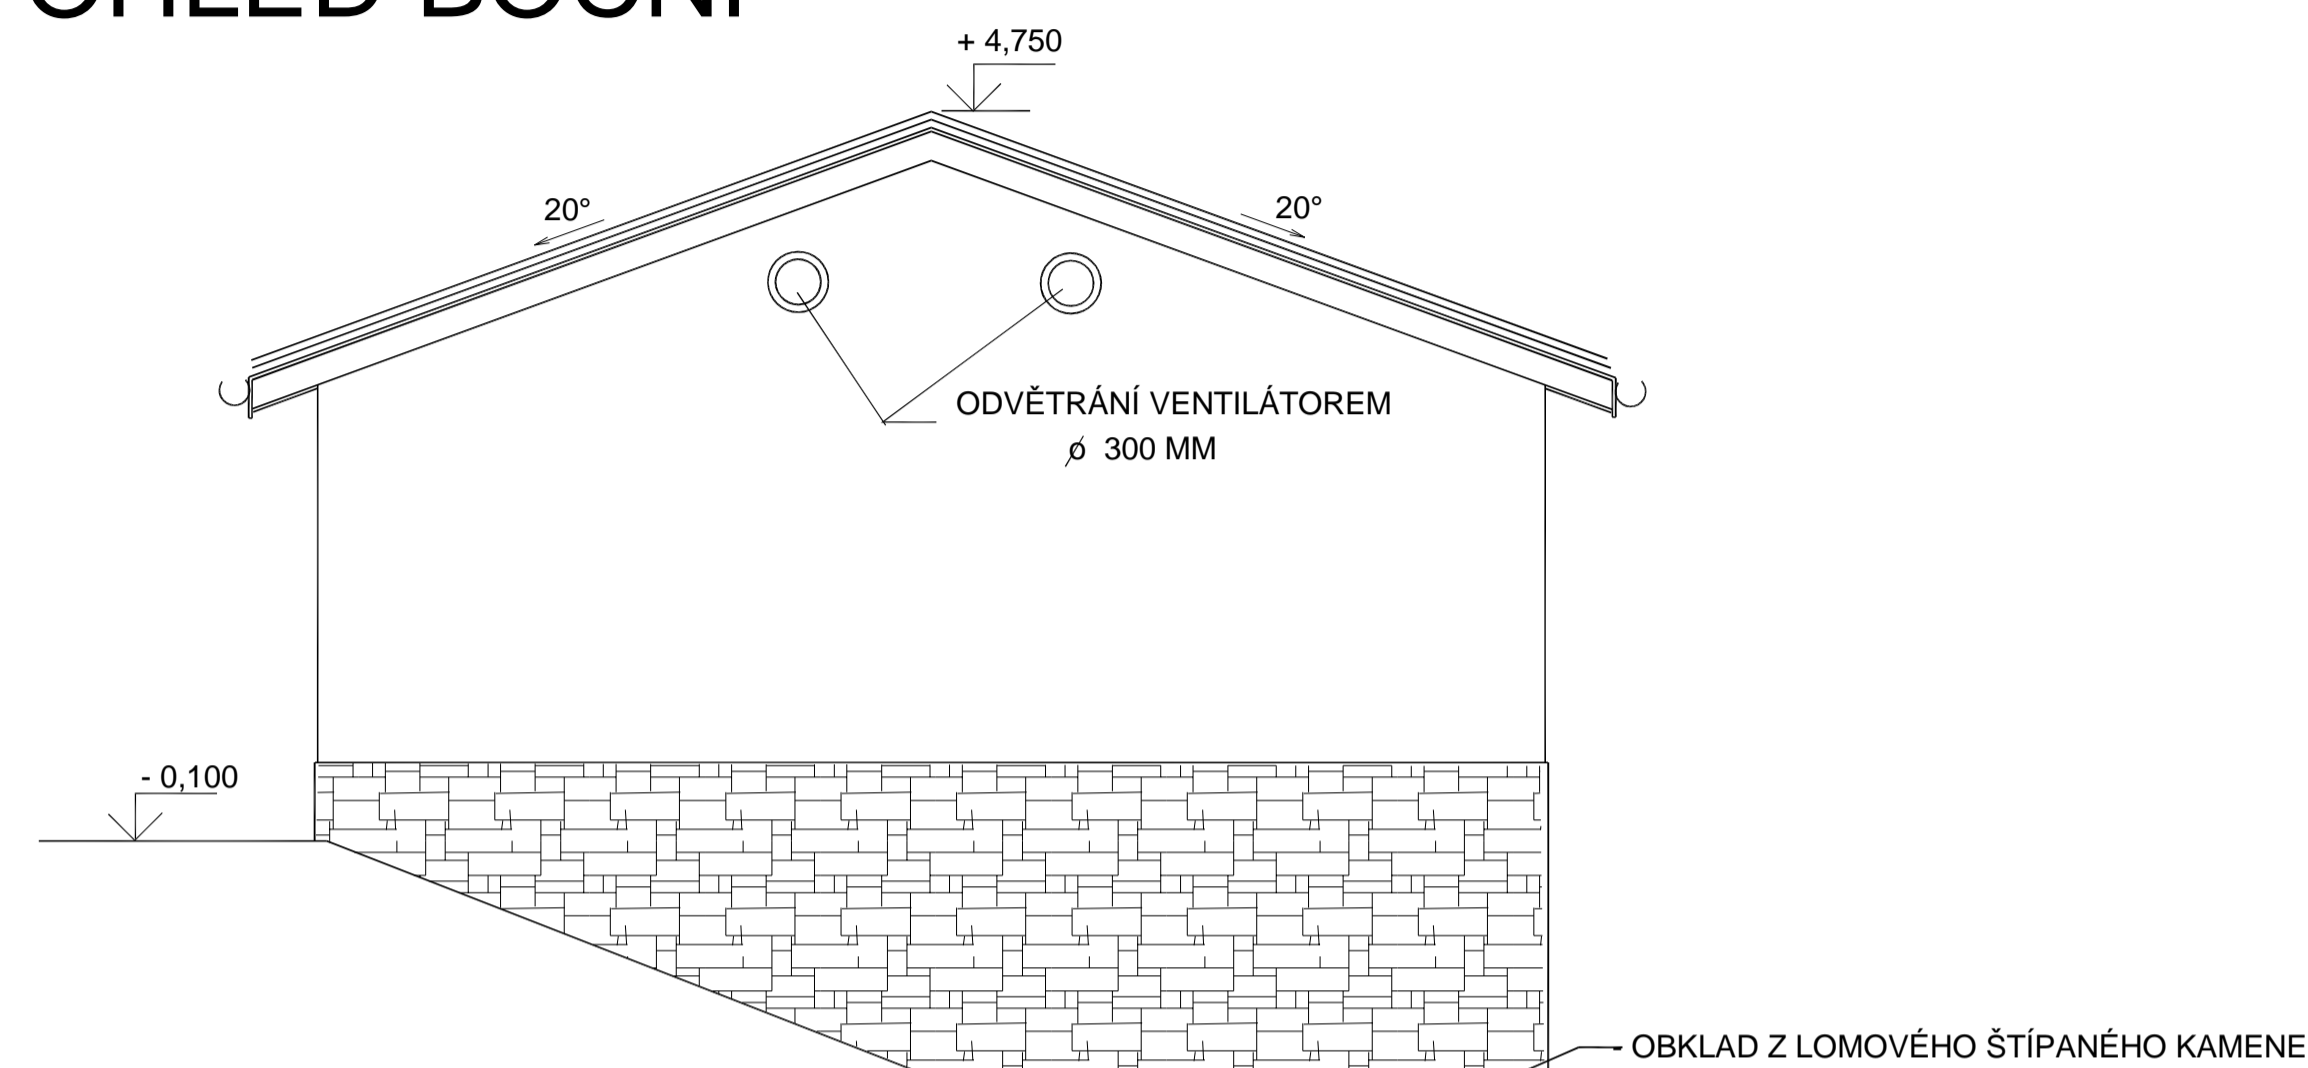 + 4,750
20°
20°
ODVĚTRÁNÍ VENTILÁTOREM
ø 300 MM
- 0,100
OBKLAD Z LOMOVÉHO ŠTÍPANÉHO KAMENE